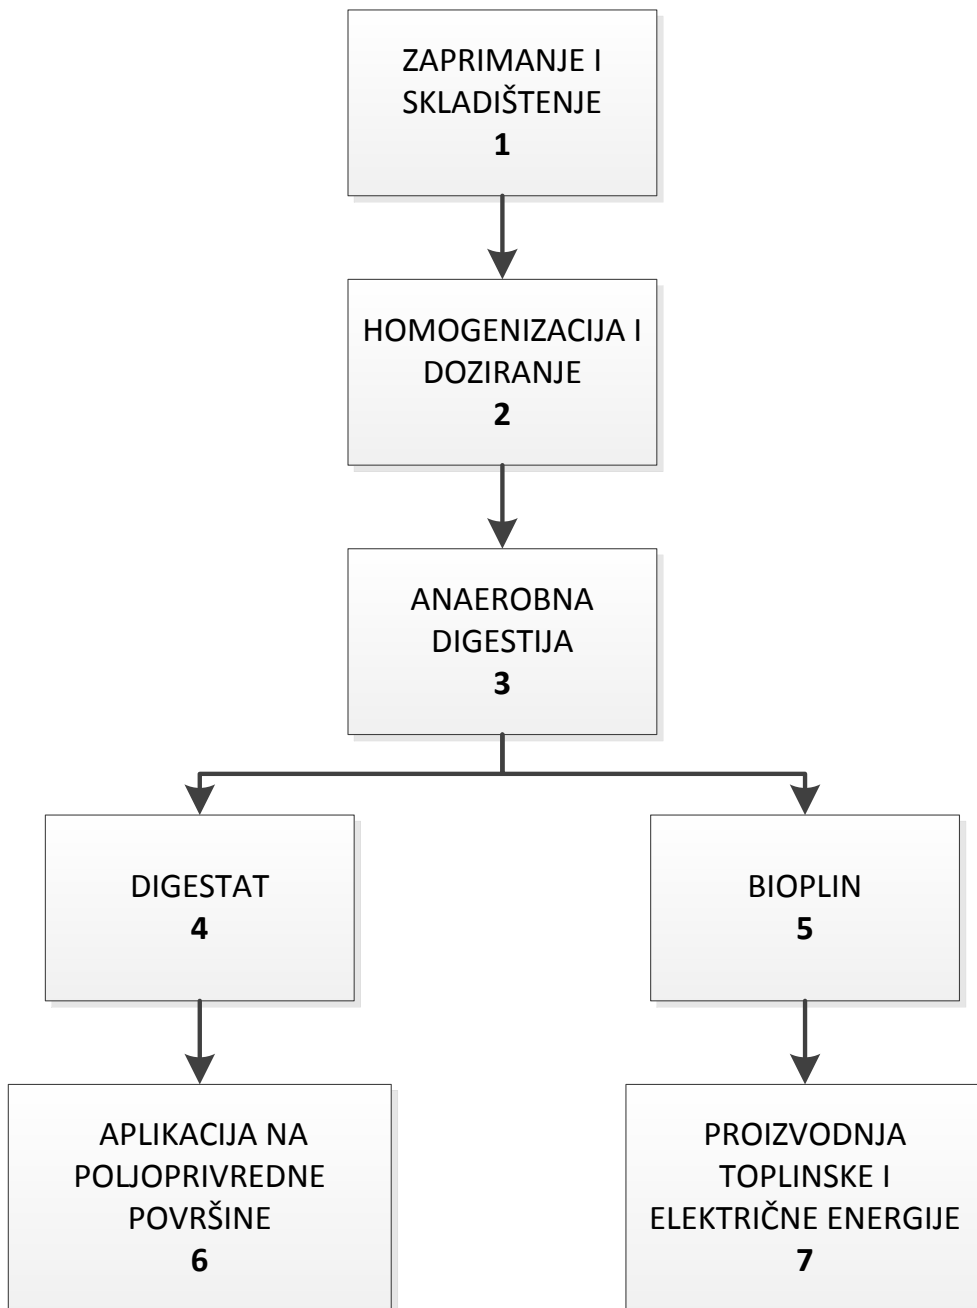 ZAPRIMANJE I
SKLADIŠTENJE
1
HOMOGENIZACIJA I
DOZIRANJE
2
ANAEROBNA
DIGESTIJA
3
DIGESTAT
4
BIOPLIN
5
APLIKACIJA NA
POLJOPRIVREDNE
POVRŠINE
6
PROIZVODNJA
TOPLINSKE I
ELEKTRIČNE ENERGIJE
7